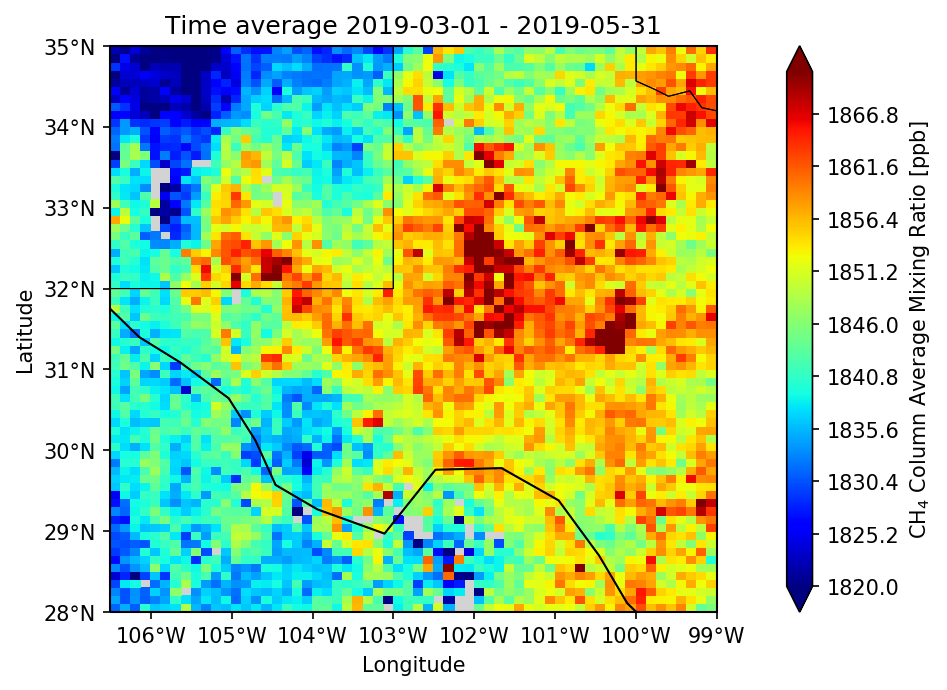 Time average 2019-03-01 - 2019-05-31
35°N
34°N
33°N
32°N
31°N
30°N
29°N
28°N
Latitude
106°W 105°W 104°W 103°W 102°W 101°W 100°W 99°W
Longitude
1866.8
1861.6
1856.4
1851.2
1846.0
1840.8
1835.6
1830.4
1825.2
1820.0
CH₄ Column Average Mixing Ratio [ppb]